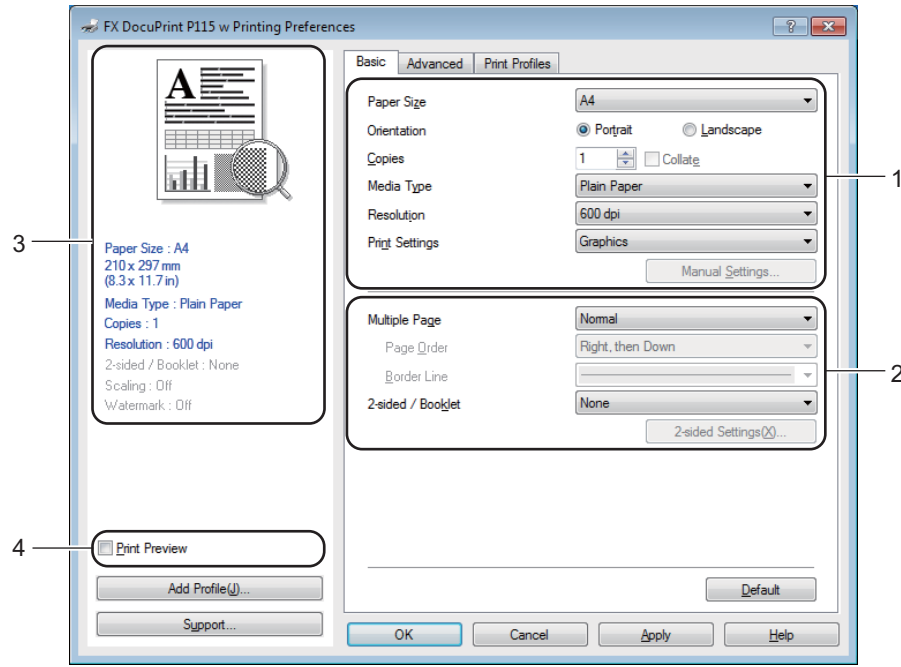 FX DocuPrint P115 w Printing Preferences
Basic Advanced Print Profiles
A
Paper Size A4
Orientation Portrait Landscape
Copies 1 Collate
Media Type Plain Paper
Resolution 600 dpi
Print Settings Graphics
Manual Settings...
1
3
Paper Size : A4
210 x 297 mm
(8.3 x 11.7 in)
Media Type : Plain Paper
Copies : 1
Resolution : 600 dpi
2-sided / Booklet : None
Scaling : Off
Watermark : Off
Multiple Page Normal
Page Order Right, then Down
Border Line
2-sided / Booklet None
2-sided Settings(X)...
2
4
Print Preview
Add Profile(J)...
Support...
Default
OK Cancel Apply Help